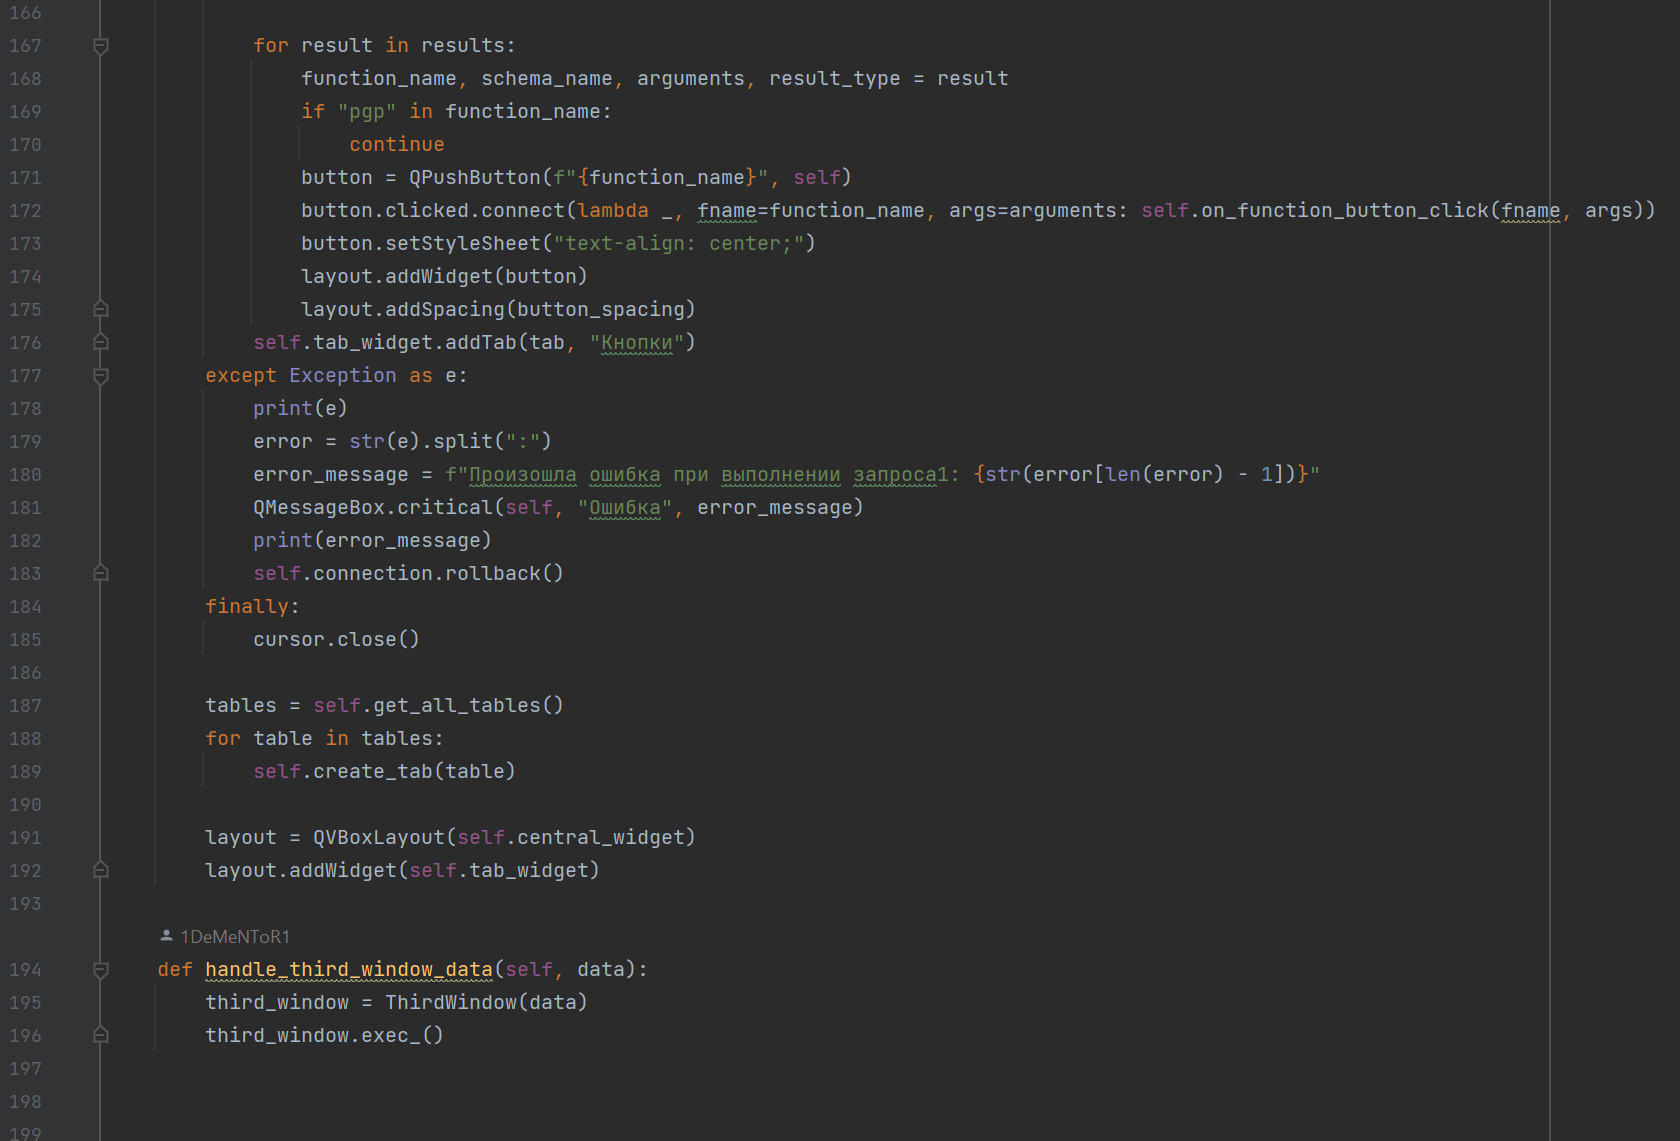 166
167 for result in results:
168 function_name, schema_name, arguments, result_type = result
169 if "pgp" in function_name:
170 continue
171 button = QPushButton(f"{function_name}", self)
172 button.clicked.connect(lambda _, fname=function_name, args=arguments: self.on_function_button_click(fname, args))
173 button.setStyleSheet("text-align: center;")
174 layout.addWidget(button)
175 layout.addSpacing(button_spacing)
176 self.tab_widget.addTab(tab, "Кнопки")
177 except Exception as e:
178 print(e)
179 error = str(e).split(":")
180 error_message = f"Произошла ошибка при выполнении запроса1: {str(error[len(error) - 1])}"
181 QMessageBox.critical(self, "Ошибка", error_message)
182 print(error_message)
183 self.connection.rollback()
184 finally:
185 cursor.close()
186
187 tables = self.get_all_tables()
188 for table in tables:
189 self.create_tab(table)
190
191 layout = QVBoxLayout(self.central_widget)
192 layout.addWidget(self.tab_widget)
193
1DeMeNToR1
194 def handle_third_window_data(self, data):
195 third_window = ThirdWindow(data)
196 third_window.exec_()
197
198
199